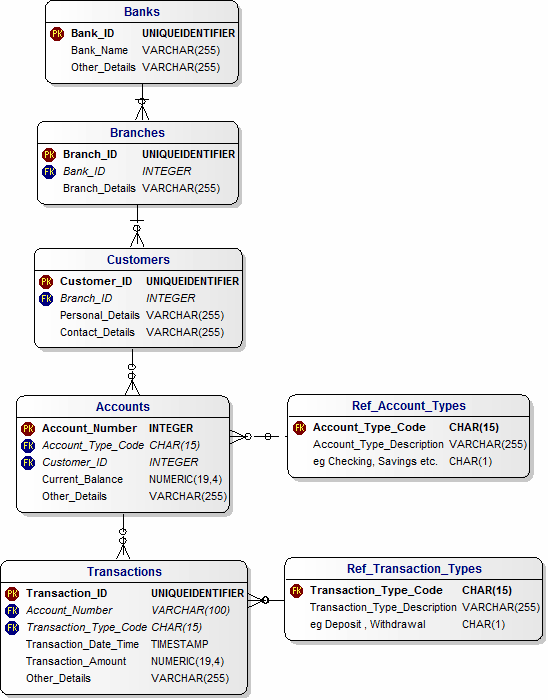 Banks
PK Bank_ID UNIQUEIDENTIFIER
Bank_Name VARCHAR(255)
Other_Details VARCHAR(255)
Branches
PK Branch_ID UNIQUEIDENTIFIER
FK Bank_ID INTEGER
Branch_Details VARCHAR(255)
Customers
PK Customer_ID UNIQUEIDENTIFIER
FK Branch_ID INTEGER
Personal_Details VARCHAR(255)
Contact_Details VARCHAR(255)
Accounts
PK Account_Number INTEGER
FK Account_Type_Code CHAR(15)
FK Customer_ID INTEGER
Current_Balance NUMERIC(19,4)
Other_Details VARCHAR(255)
Ref_Account_Types
FK Account_Type_Code CHAR(15)
Account_Type_Description VARCHAR(255)
eg Checking, Savings etc. CHAR(1)
Transactions
PK Transaction_ID UNIQUEIDENTIFIER
FK Account_Number VARCHAR(100)
FK Transaction_Type_Code CHAR(15)
Transaction_Date_Time TIMESTAMP
Transaction_Amount NUMERIC(19,4)
Other_Details VARCHAR(255)
Ref_Transaction_Types
FK Transaction_Type_Code CHAR(15)
Transaction_Type_Description VARCHAR(255)
eg Deposit , Withdrawal CHAR(1)